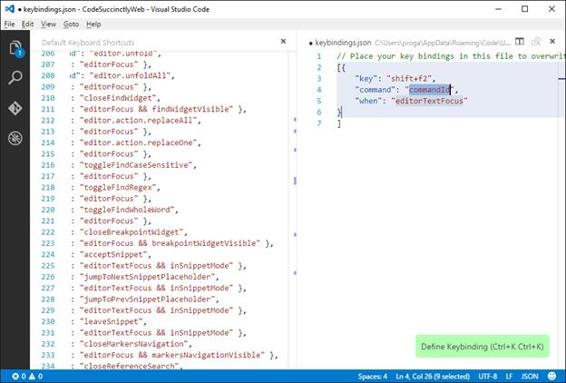 ● keybindings.json - CodeSuccinctlyWeb - Visual Studio Code
File Edit View Goto Help
Default Keyboard Shortcuts
206 d": "editor.unfold",
207 : "editorFocus" },
208 d": "editor.unfoldAll",
209 : "editorFocus" },
210 : "closeFindWidget",
211 : "editorFocus && findWidgetVisible" },
212 : "editor.action.replaceAll",
213 : "editorFocus" },
214 : "editor.action.replaceOne",
215 : "editorFocus" },
216 : "toggleFindCaseSensitive",
217 : "editorFocus" },
218 : "toggleFindRegex",
219 : "editorFocus" },
220 : "toggleFindWholeWord",
221 : "editorFocus" },
222 : "closeBreakpointWidget",
223 : "editorFocus && breakpointWidgetVisible" },
224 : "acceptSnippet",
225 : "editorTextFocus && inSnippetMode" },
226 : "jumpToNextSnippetPlaceholder",
227 : "editorTextFocus && inSnippetMode" },
228 : "jumpToPrevSnippetPlaceholder",
229 : "editorTextFocus && inSnippetMode" },
230 : "leaveSnippet",
231 : "editorTextFocus && inSnippetMode" },
232 : "closeMarkersNavigation",
233 : "editorFocus && markersNavigationVisible" },
234 : "closeReferenceSearch",
● keybindings.json C:\Users\proga\AppData\Roaming\Code\U
1 // Place your key bindings in this file to overwrit
2 [{
3 "key": "shift+f2",
4 "command": "commandId",
5 "when": "editorTextFocus"
6 }
7 ]
Define Keybinding (Ctrl+K Ctrl+K)
0 0
Spaces: 4 Ln 4, Col 26 (9 selected) UTF-8 LF JSON